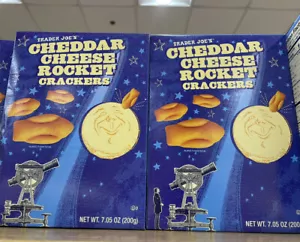 TRADER JOE'S
CHEDDAR
CHEESE
ROCKET
CRACKERS
NET WT. 7.05 OZ (200g)
TRADER JOE'S
CHEDDAR
CHEESE
ROCKET
CRACKERS
NET WT. 7.05 OZ (200